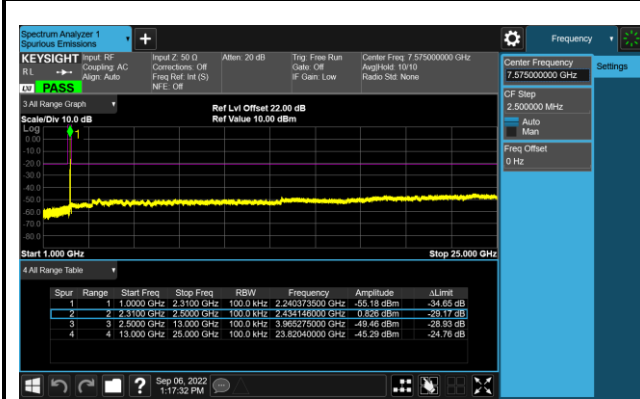 Spectrum Analyzer 1
Spurious Emissions
Frequency
KEYSIGHT Input: RF Input Z: 50 Ω Atten: 20 dB Trig: Free Run Center Freq: 7.575000000 GHz
RL Coupling: AC Corrections: Off Gate: Off Avg|Hold: 10/10
Align: Auto Freq Ref: Int (S) IF Gain: Low Radio Std: None
LW PASS NFE: Off
Center Frequency
7.575000000 GHz
Settings
CF Step
2.500000 MHz
Auto
Man
Freq Offset
0 Hz
3 All Range Graph
Ref Lvl Offset 22.00 dB
Scale/Div 10.0 dB Ref Value 10.00 dBm
Log
1
0.00
-10.0
-20.0
-30.0
-40.0
-50.0
-60.0
-70.0
-80.0
Start 1.000 GHz Stop 25.000 GHz
4 All Range Table
Spur Range Start Freq Stop Freq RBW Frequency Amplitude ΔLimit
1 1 1.0000 GHz 2.3100 GHz 100.0 kHz 2.240373500 GHz -55.18 dBm -34.65 dB
2 2 2.3100 GHz 2.5000 GHz 100.0 kHz 2.434146000 GHz 0.826 dBm -29.17 dB
3 3 2.5000 GHz 13.000 GHz 100.0 kHz 3.965275000 GHz -49.46 dBm -28.93 dB
4 4 13.000 GHz 25.000 GHz 100.0 kHz 23.82040000 GHz -45.29 dBm -24.76 dB
Sep 06, 2022
1:17:32 PM